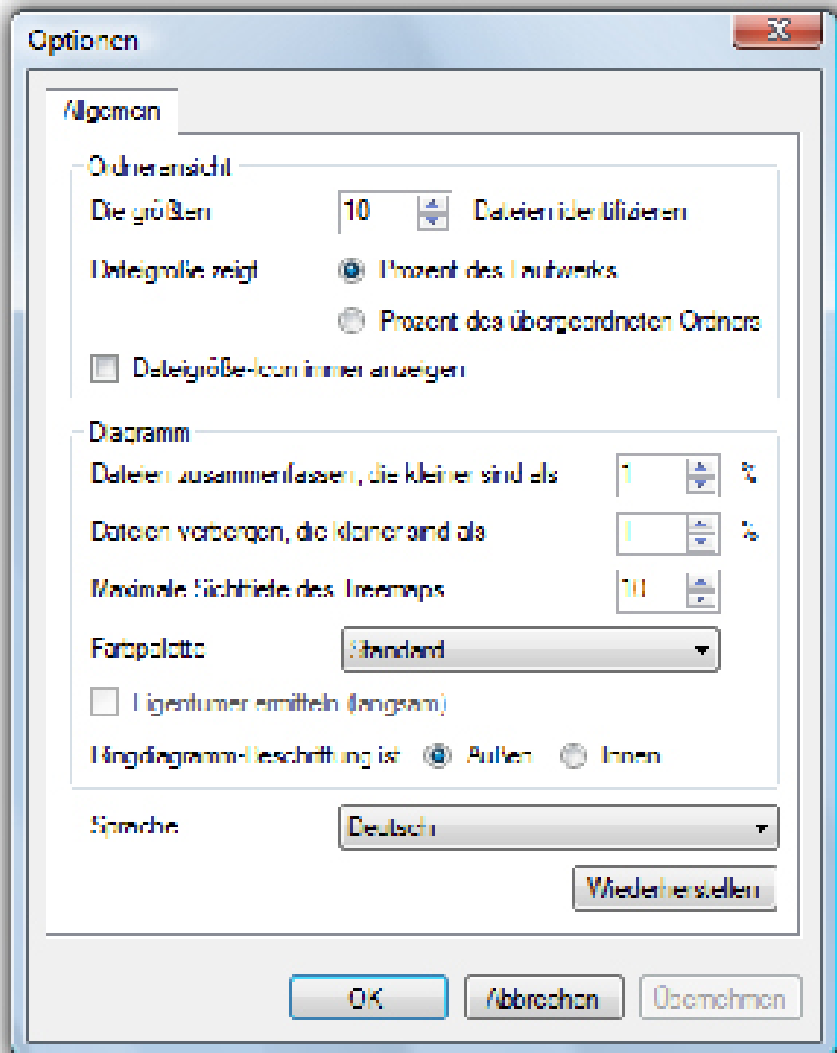 Optionen
Allgemein
Ordneransicht
Die größten 10 Dateien identifizieren
Dateigröße zeigt Prozent des Laufwerks
Prozent des übergeordneten Ordners
Dateigröße-Icon immer anzeigen
Diagramm
Dateien zusammenfassen, die kleiner sind als 1 %
Dateien verbergen, die kleiner sind als 1 %
Maximale Sichttiefe des Treemaps 10
Farbpalette Standard
Eigentümer ermitteln (langsam)
Ringdiagramm-Beschriftung ist Außen Innen
Sprache Deutsch
Wiederherstellen
OK Abbrechen Übernehmen